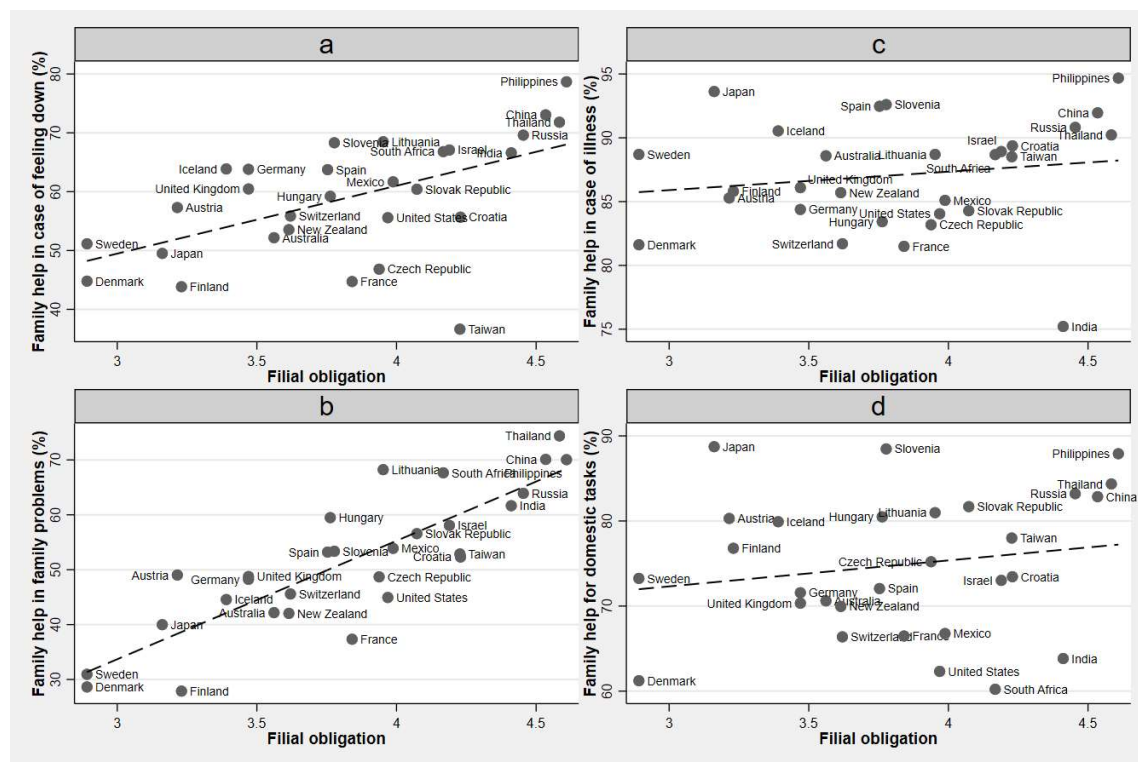 a
Family help in case of feeling down (%)
80
70
60
50
40
Philippines
China
Thailand
Russia
Slovenia
Lithuania
South Africa
Israel
India
Iceland
Germany
Spain
Mexico
United Kingdom
Slovak Republic
Hungary
Austria
Switzerland
United States
Croatia
New Zealand
Australia
Sweden
Japan
Czech Republic
Denmark
Finland
France
Taiwan
3
3.5
4
4.5
Filial obligation
c
Family help in case of illness (%)
95
90
85
80
75
Philippines
Japan
Spain
Slovenia
China
Iceland
Russia
Thailand
Israel
Croatia
Sweden
Australia
Lithuania
Taiwan
South Africa
United Kingdom
Finland
Austria
New Zealand
Mexico
Germany
United States
Slovak Republic
Hungary
Czech Republic
Denmark
Switzerland
France
India
3
3.5
4
4.5
Filial obligation
b
Family help in family problems (%)
70
60
50
40
30
Thailand
China
Lithuania
South Africa
Philippines
Russia
India
Hungary
Israel
Slovak Republic
Spain
Slovenia
Mexico
Croatia
Taiwan
Austria
Germany
United Kingdom
Czech Republic
Iceland
Switzerland
United States
Australia
New Zealand
Japan
France
Sweden
Denmark
Finland
3
3.5
4
4.5
Filial obligation
d
Family help for domestic tasks (%)
90
80
70
60
Japan
Slovenia
Philippines
Thailand
Russia
China
Austria
Iceland
Hungary
Lithuania
Slovak Republic
Taiwan
Finland
Czech Republic
Sweden
Israel
Croatia
Germany
Spain
United Kingdom
Australia
New Zealand
Switzerland
France
Mexico
India
United States
Denmark
South Africa
3
3.5
4
4.5
Filial obligation